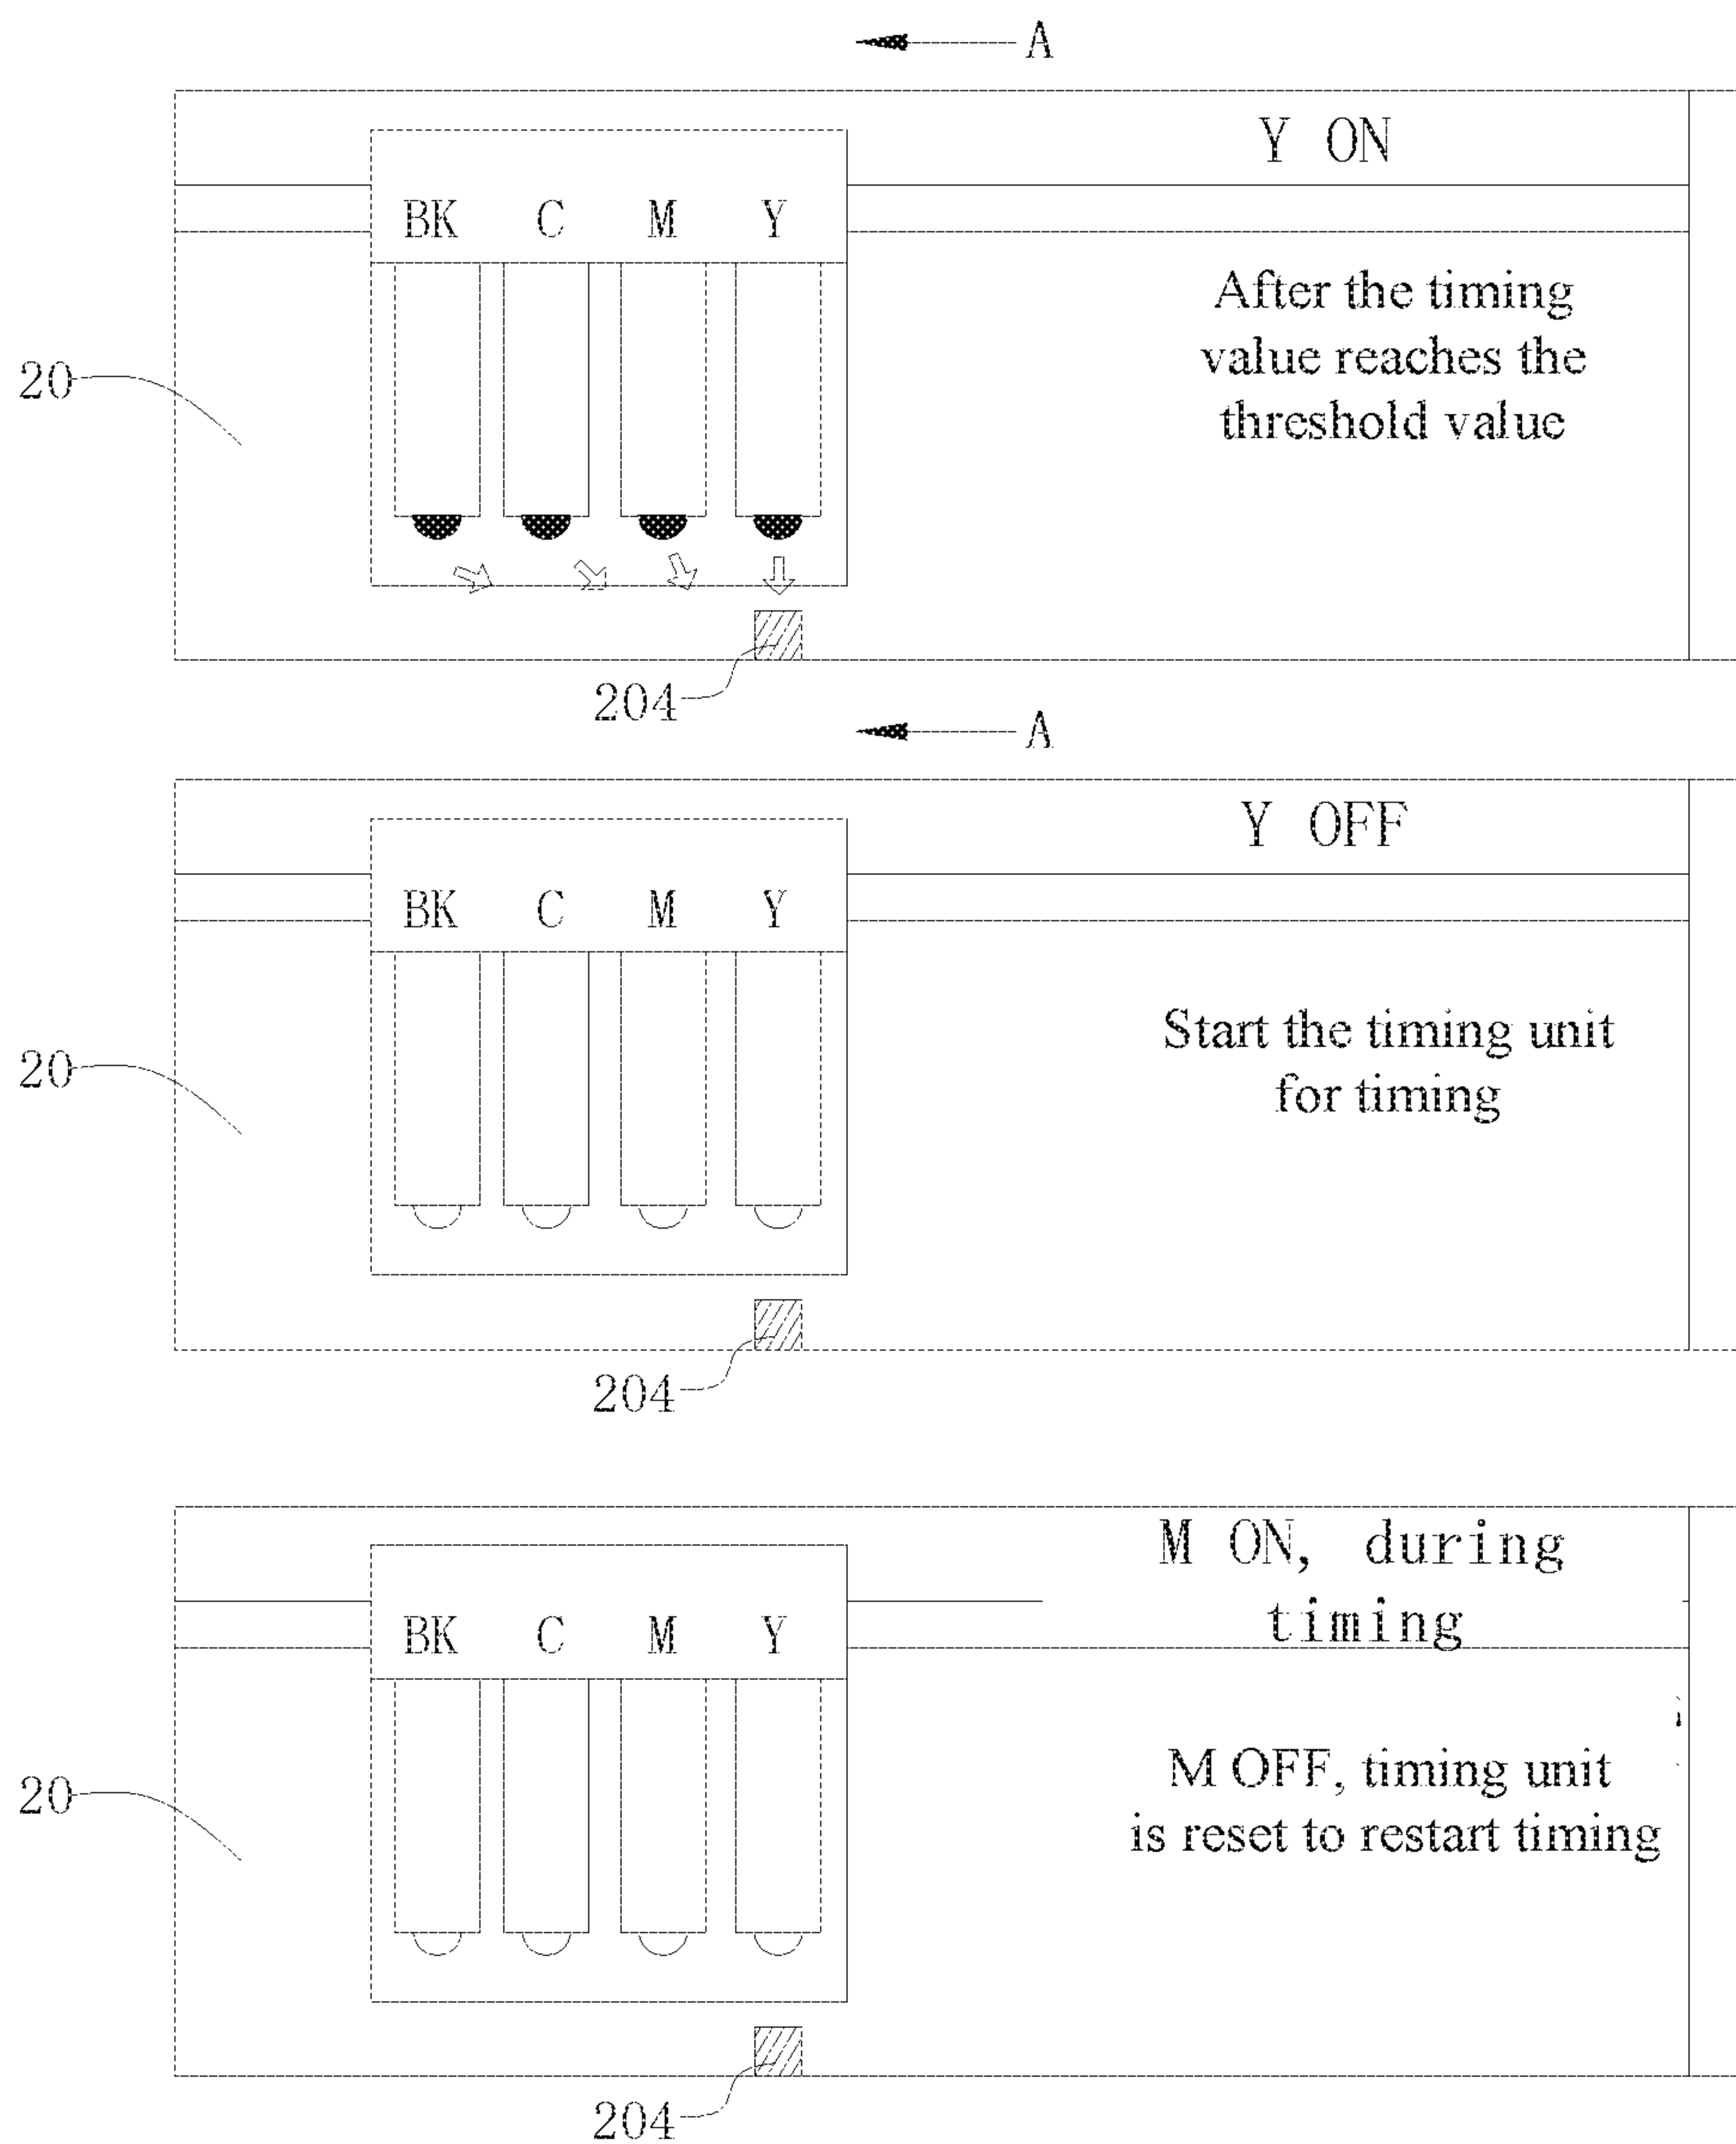 A
Y ON
BK C M Y
After the timing
value reaches the
threshold value
20
204
A
Y OFF
BK C M Y
Start the timing unit
for timing
20
204
M ON, during
timing
BK C M Y
M OFF, timing unit
is reset to restart timing
20
204